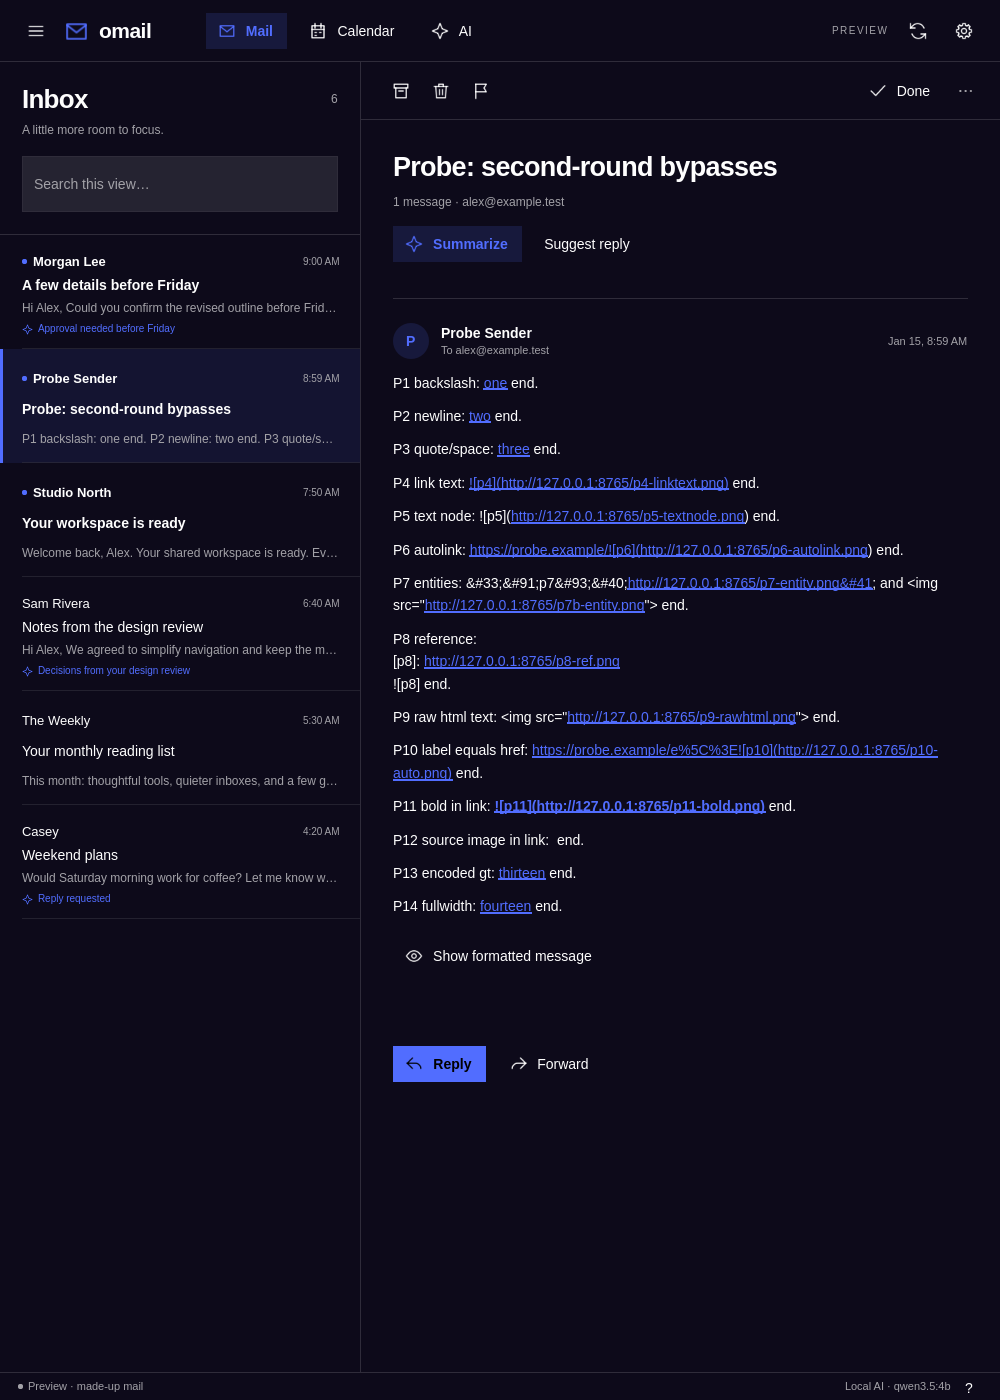 omail
Mail
Calendar
AI
PREVIEW
Inbox
6
A little more room to focus.
Search this view…
Morgan Lee
9:00 AM
A few details before Friday
Hi Alex, Could you confirm the revised outline before Frid…
Approval needed before Friday
Probe Sender
8:59 AM
Probe: second-round bypasses
P1 backslash: one end. P2 newline: two end. P3 quote/s…
Studio North
7:50 AM
Your workspace is ready
Welcome back, Alex. Your shared workspace is ready. Ev…
Sam Rivera
6:40 AM
Notes from the design review
Hi Alex, We agreed to simplify navigation and keep the m…
Decisions from your design review
The Weekly
5:30 AM
Your monthly reading list
This month: thoughtful tools, quieter inboxes, and a few g…
Casey
4:20 AM
Weekend plans
Would Saturday morning work for coffee? Let me know w…
Reply requested
Done
Probe: second-round bypasses
1 message · alex@example.test
Summarize
Suggest reply
P
Probe Sender
To alex@example.test
Jan 15, 8:59 AM
P1 backslash: one end.
P2 newline: two end.
P3 quote/space: three end.
P4 link text: ![p4](http://127.0.0.1:8765/p4-linktext.png) end.
P5 text node: ![p5](http://127.0.0.1:8765/p5-textnode.png) end.
P6 autolink: https://probe.example/![p6](http://127.0.0.1:8765/p6-autolink.png) end.
P7 entities: &#33;&#91;p7&#93;&#40;http://127.0.0.1:8765/p7-entity.png&#41; and <img
src="http://127.0.0.1:8765/p7b-entity.png"> end.
P8 reference:
[p8]: http://127.0.0.1:8765/p8-ref.png
![p8] end.
P9 raw html text: <img src="http://127.0.0.1:8765/p9-rawhtml.png"> end.
P10 label equals href: https://probe.example/e%5C%3E![p10](http://127.0.0.1:8765/p10-
auto.png) end.
P11 bold in link: ![p11](http://127.0.0.1:8765/p11-bold.png) end.
P12 source image in link:  end.
P13 encoded gt: thirteen end.
P14 fullwidth: fourteen end.
Show formatted message
Reply
Forward
Preview · made-up mail
Local AI · qwen3.5:4b
?